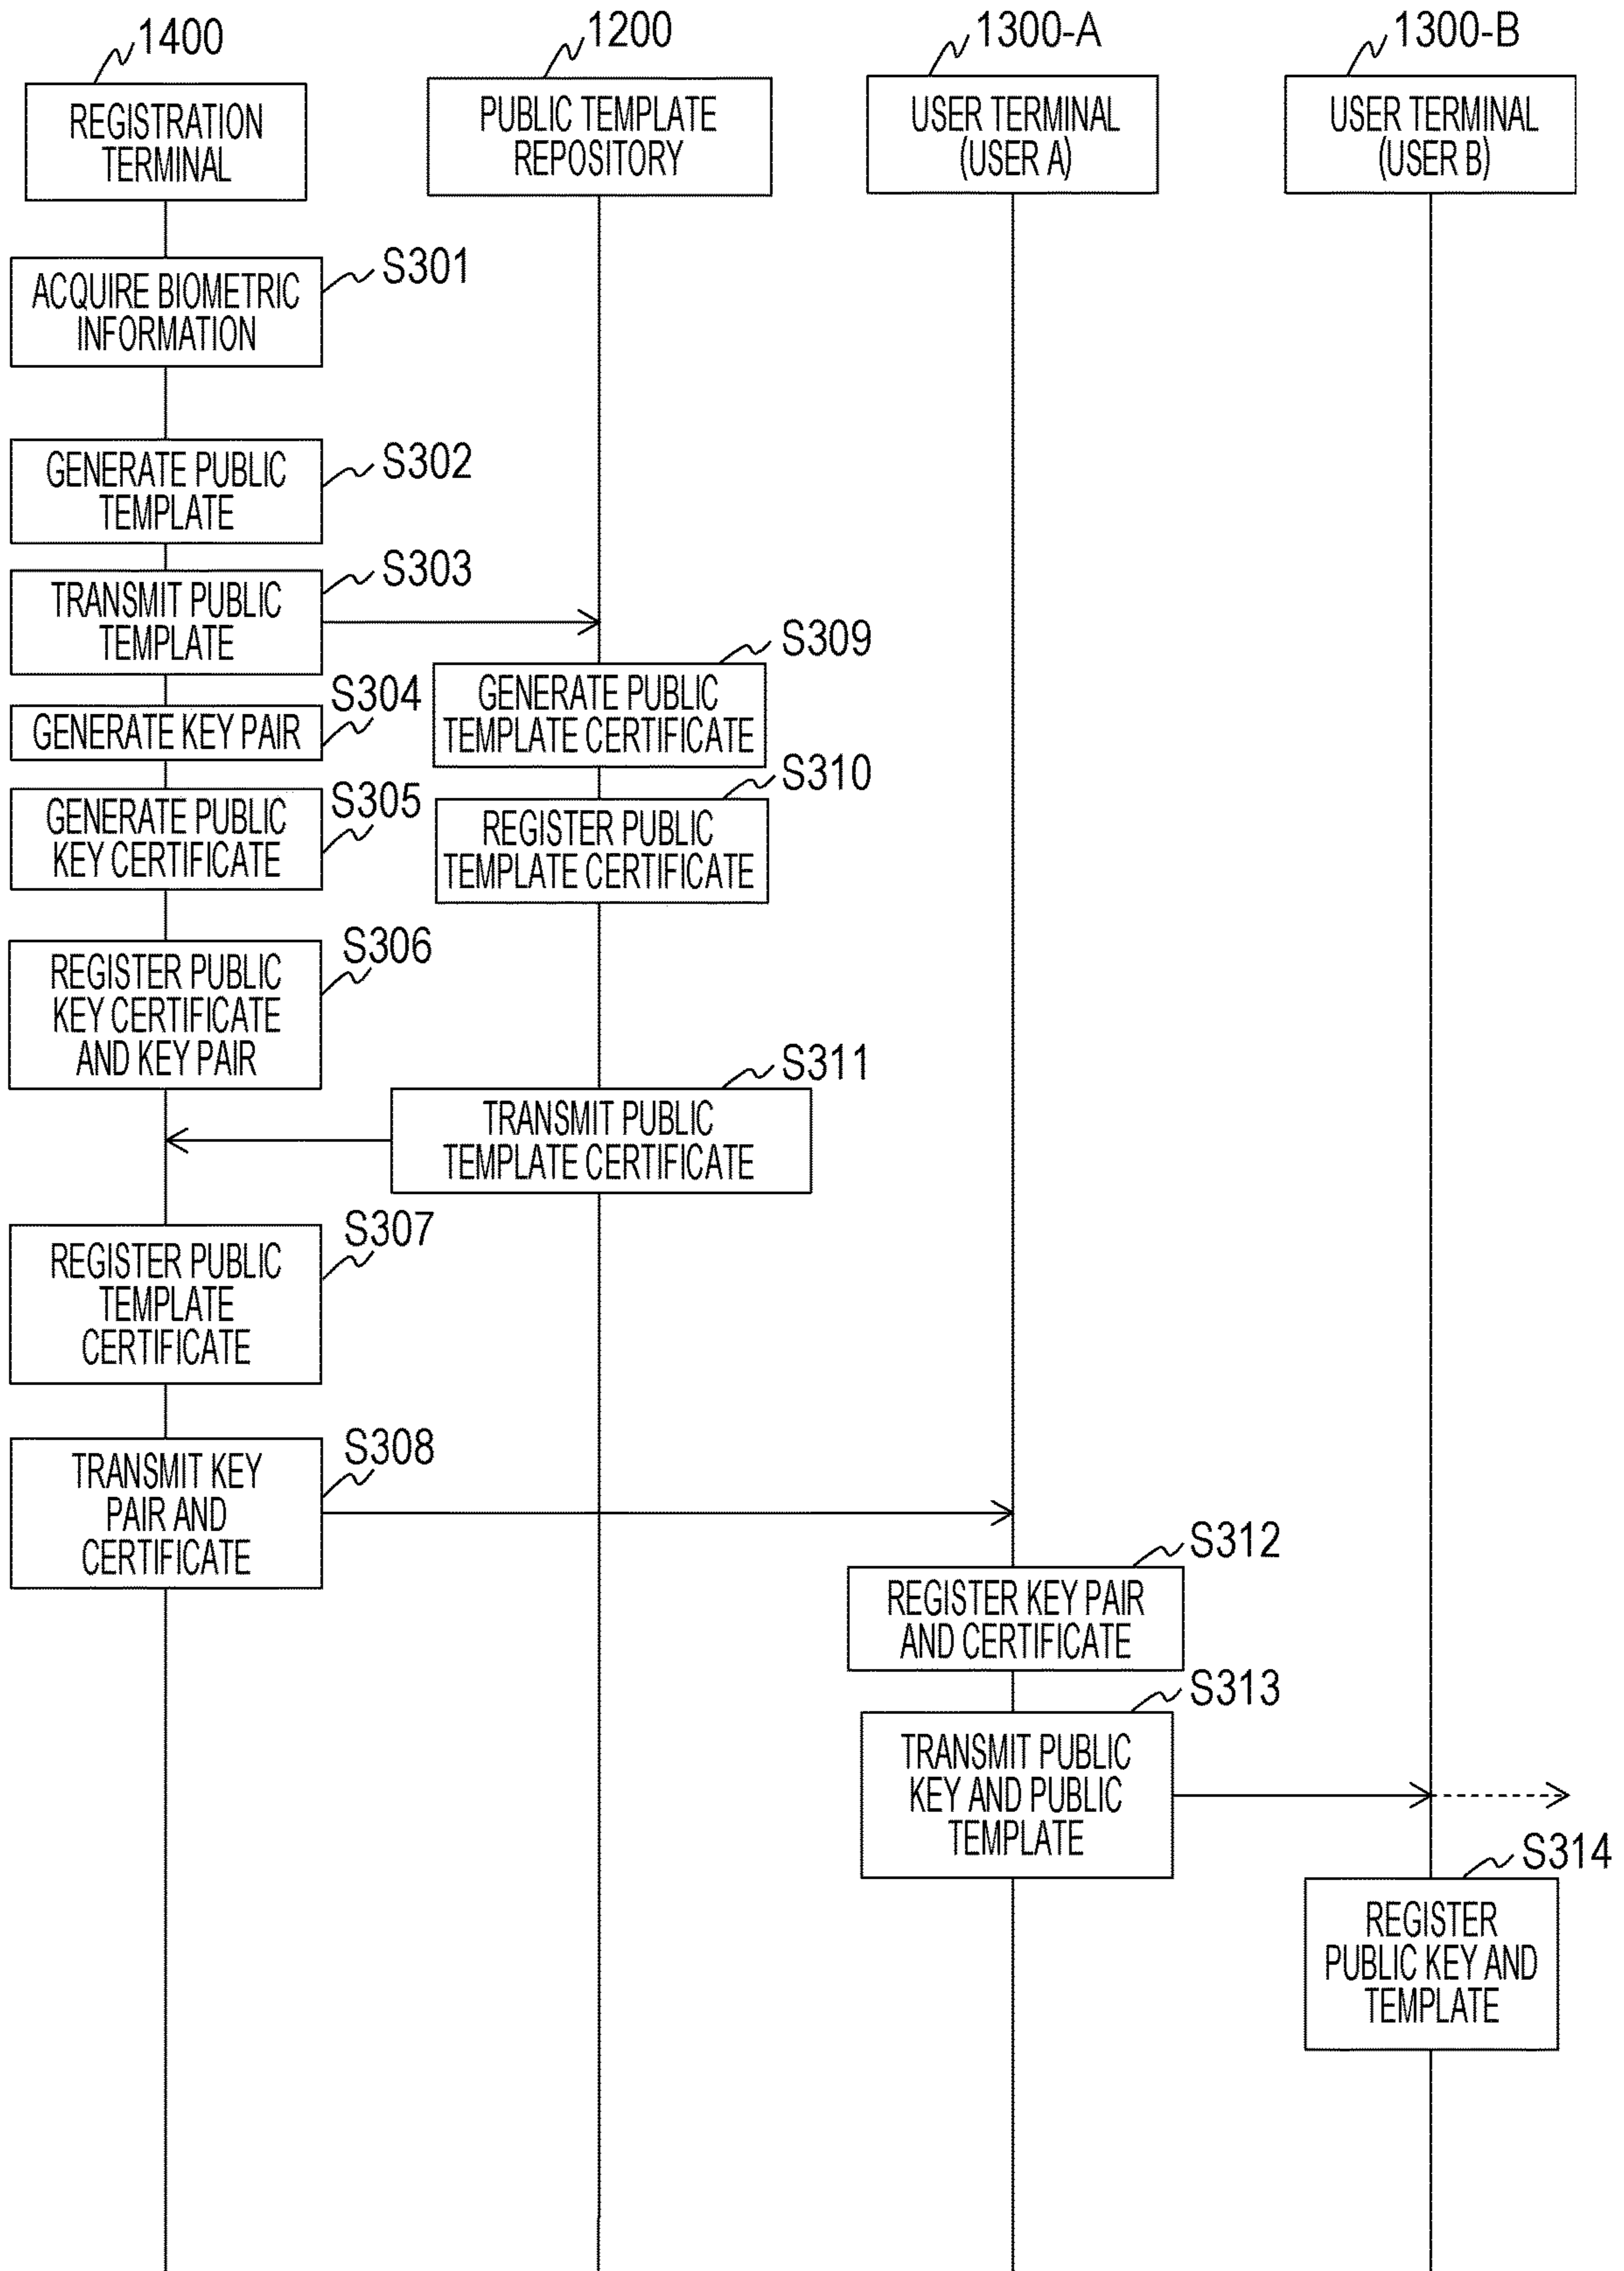 1400
1200
1300-A
1300-B
REGISTRATION
TERMINAL
PUBLIC TEMPLATE
REPOSITORY
USER TERMINAL
(USER A)
USER TERMINAL
(USER B)
S301
ACQUIRE BIOMETRIC
INFORMATION
S302
GENERATE PUBLIC
TEMPLATE
S303
TRANSMIT PUBLIC
TEMPLATE
S309
GENERATE PUBLIC
TEMPLATE CERTIFICATE
S304
GENERATE KEY PAIR
S310
REGISTER PUBLIC
TEMPLATE CERTIFICATE
S305
GENERATE PUBLIC
KEY CERTIFICATE
S306
REGISTER PUBLIC
KEY CERTIFICATE
AND KEY PAIR
S311
TRANSMIT PUBLIC
TEMPLATE CERTIFICATE
S307
REGISTER PUBLIC
TEMPLATE
CERTIFICATE
S308
TRANSMIT KEY
PAIR AND
CERTIFICATE
S312
REGISTER KEY PAIR
AND CERTIFICATE
S313
TRANSMIT PUBLIC
KEY AND PUBLIC
TEMPLATE
S314
REGISTER
PUBLIC KEY AND
TEMPLATE